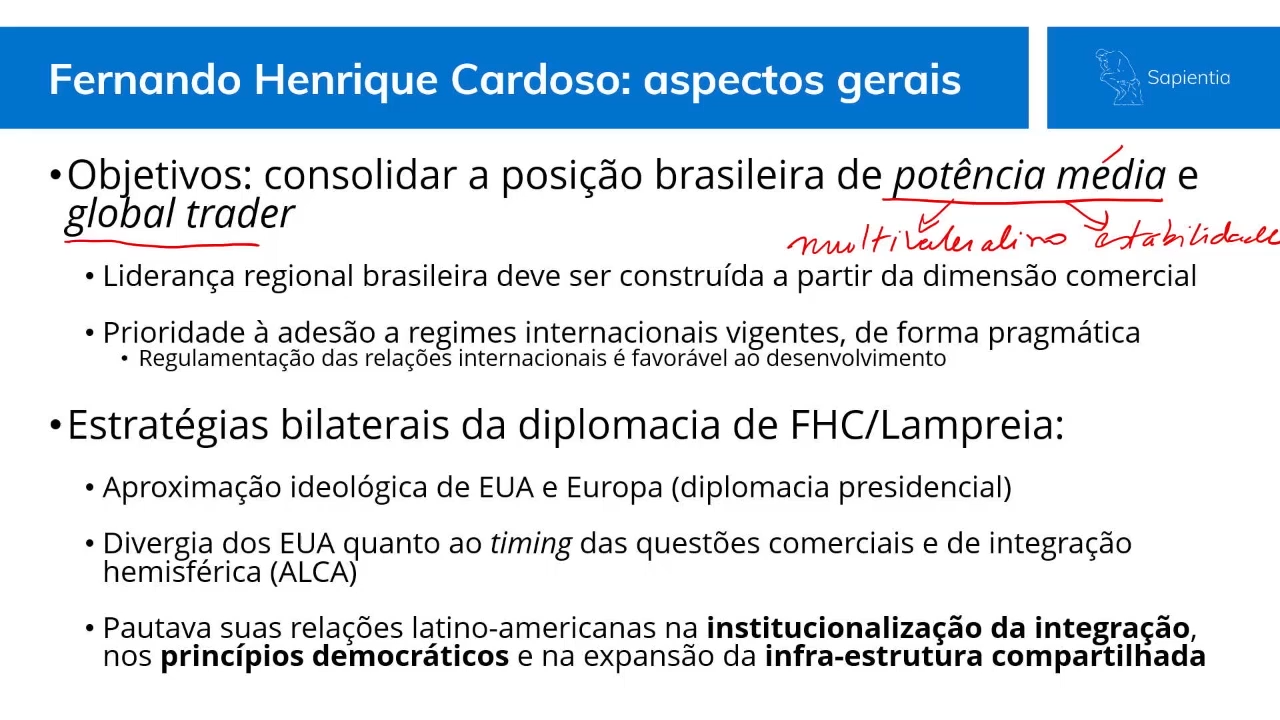 Fernando Henrique Cardoso: aspectos gerais
Sapientia
•Objetivos: consolidar a posição brasileira de potência média e
global trader
multilateralismo estabilidade
• Liderança regional brasileira deve ser construída a partir da dimensão comercial
• Prioridade à adesão a regimes internacionais vigentes, de forma pragmática
• Regulamentação das relações internacionais é favorável ao desenvolvimento
•Estratégias bilaterais da diplomacia de FHC/Lampreia:
• Aproximação ideológica de EUA e Europa (diplomacia presidencial)
• Divergia dos EUA quanto ao timing das questões comerciais e de integração
hemisférica (ALCA)
• Pautava suas relações latino-americanas na institucionalização da integração,
nos princípios democráticos e na expansão da infra-estrutura compartilhada